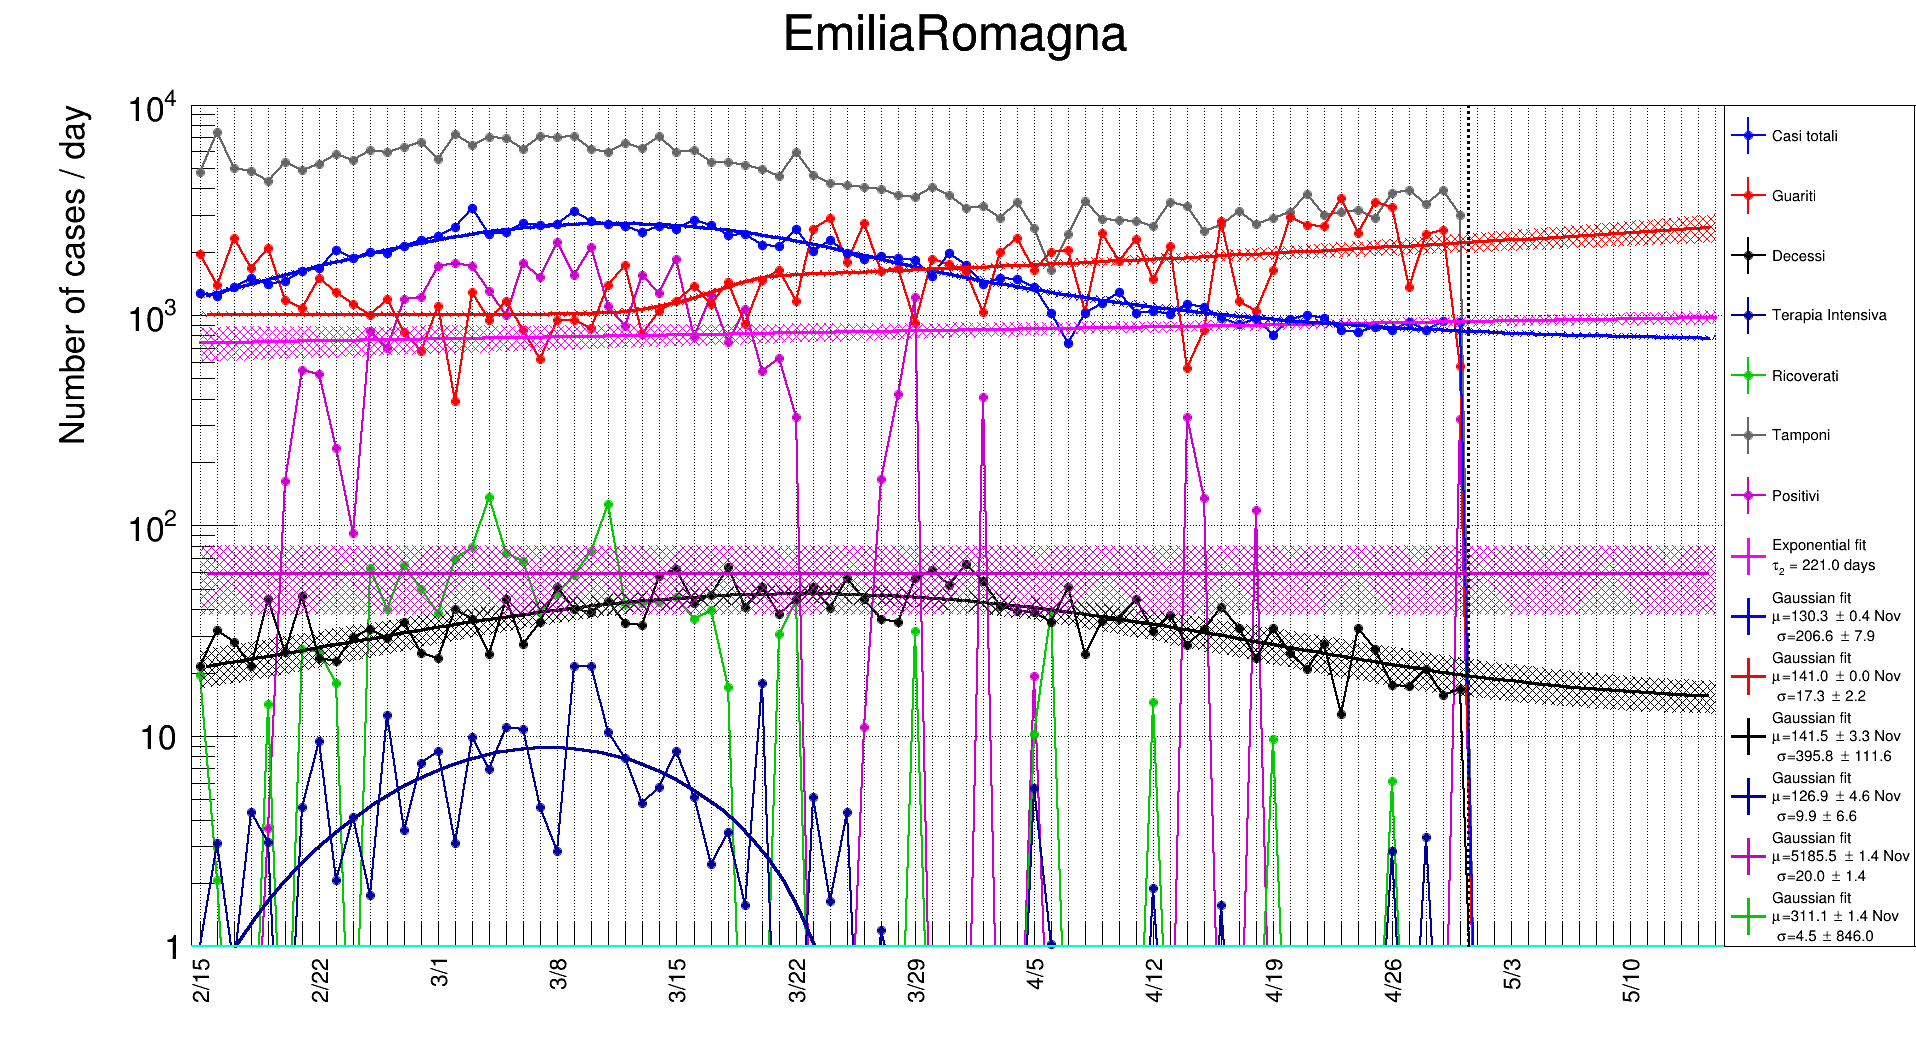 EmiliaRomagna
Number of cases / day
10⁴
10³
10²
10
1
2/15
2/22
3/1
3/8
3/15
3/22
3/29
4/5
4/12
4/19
4/26
5/3
5/10
Casi totali
Guariti
Decessi
Terapia Intensiva
Ricoverati
Tamponi
Positivi
Exponential fit
τ₂ = 221.0 days
Gaussian fit
μ=130.3 ± 0.4 Nov
σ=206.6 ± 7.9
Gaussian fit
μ=141.0 ± 0.0 Nov
σ=17.3 ± 2.2
Gaussian fit
μ=141.5 ± 3.3 Nov
σ=395.8 ± 111.6
Gaussian fit
μ=126.9 ± 4.6 Nov
σ=9.9 ± 6.6
Gaussian fit
μ=5185.5 ± 1.4 Nov
σ=20.0 ± 1.4
Gaussian fit
μ=311.1 ± 1.4 Nov
σ=4.5 ± 846.0